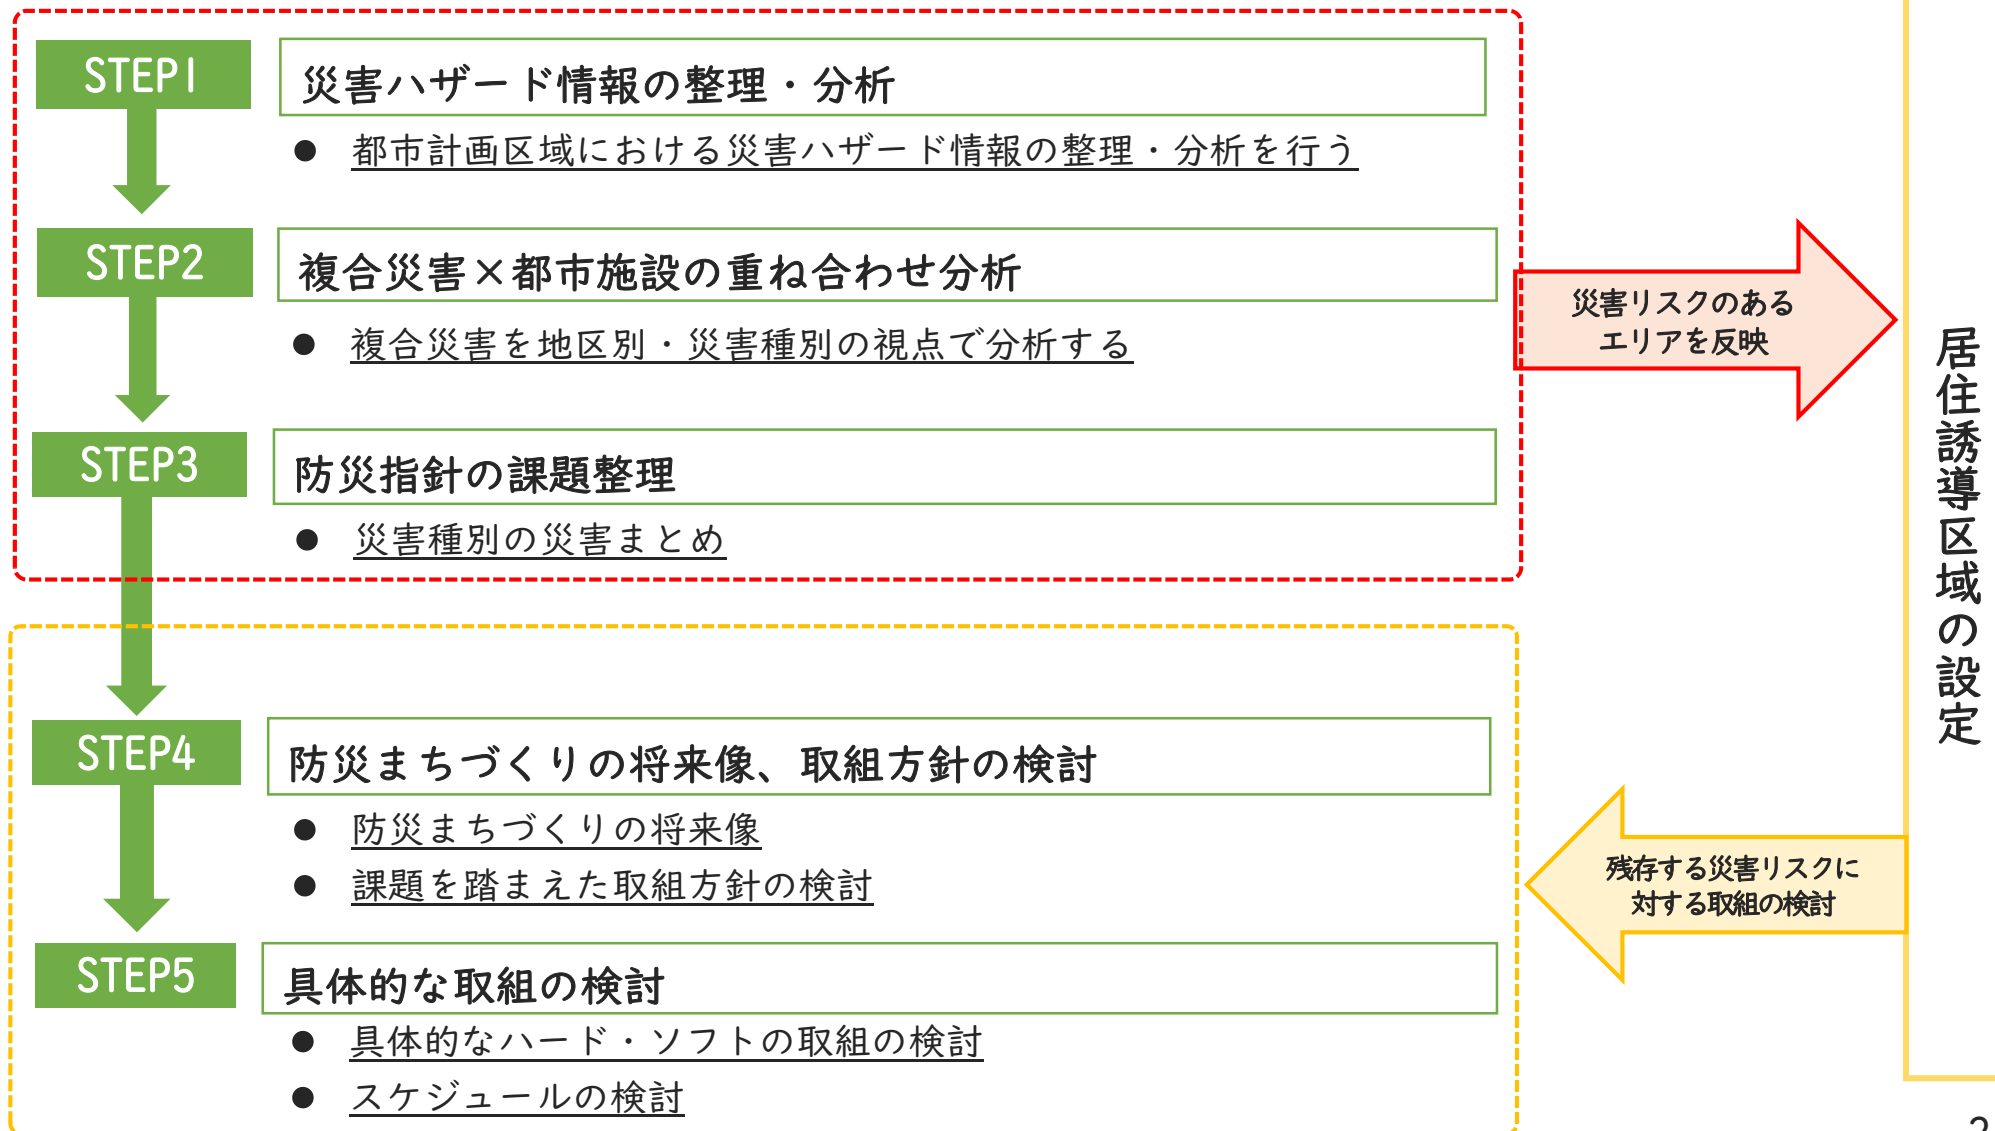 STEP1
災害ハザード情報の整理・分析
● 都市計画区域における災害ハザード情報の整理・分析を行う
STEP2
複合災害×都市施設の重ね合わせ分析
● 複合災害を地区別・災害種別の視点で分析する
STEP3
防災指針の課題整理
● 災害種別の災害まとめ
災害リスクのある
エリアを反映
居住誘導区域の設定
STEP4
防災まちづくりの将来像、取組方針の検討
● 防災まちづくりの将来像
● 課題を踏まえた取組方針の検討
残存する災害リスクに
対する取組の検討
STEP5
具体的な取組の検討
● 具体的なハード・ソフトの取組の検討
● スケジュールの検討